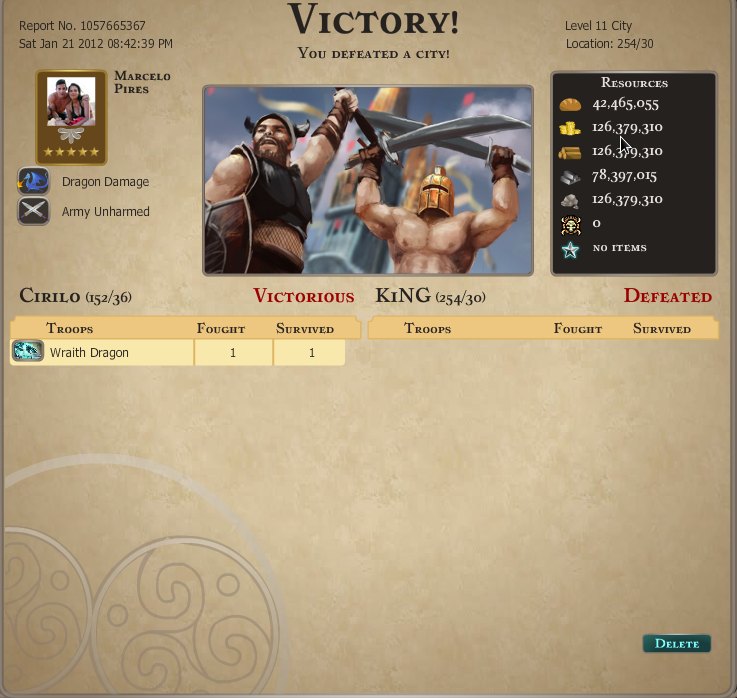 Victory!
Report No. 1057665367
Level 11 City
Sat Jan 21 2012 08:42:39 PM
Location: 254/30
You defeated a city!
Marcelo
Pires
Resources
42,465,055
126,379,310
126,379,310
78,397,015
126,379,310
0
no items
Dragon Damage
Army Unharmed
Cirilo (152/36) Victorious KiNG (254/30) Defeated
Troops Fought Survived Troops Fought Survived
Wraith Dragon 1 1
Delete